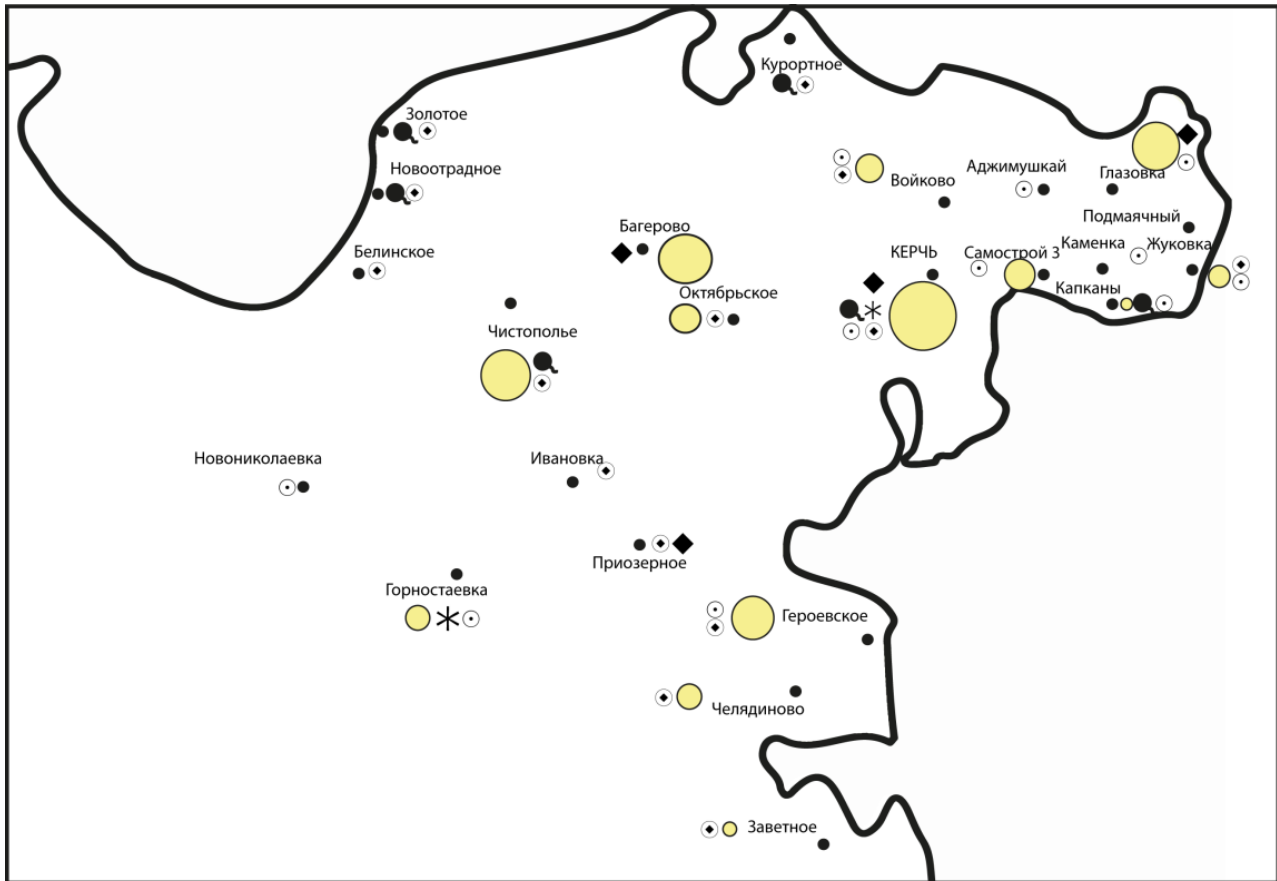 Курортное
Золотое
Новоотрадное
Войково
Аджимушкай
Глазовка
Подмаячный
Багерово
Белинское
КЕРЧЬ
Самострой 3
Каменка
Жуковка
Октябрьское
Капканы
Чистополье
Новониколаевка
Ивановка
Приозерное
Горностаевка
Героевское
Челядиново
Заветное